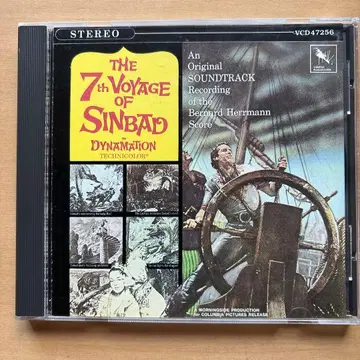 STEREO
VCD47256
THE
7th VOYAGE
OF
SINBAD
in
DYNAMATION
TECHNICOLOR®
An
Original
SOUNDTRACK
Recording
of the
Bernard Herrmann
Score
A MORNINGSIDE PRODUCTION
A COLUMBIA PICTURES RELEASE